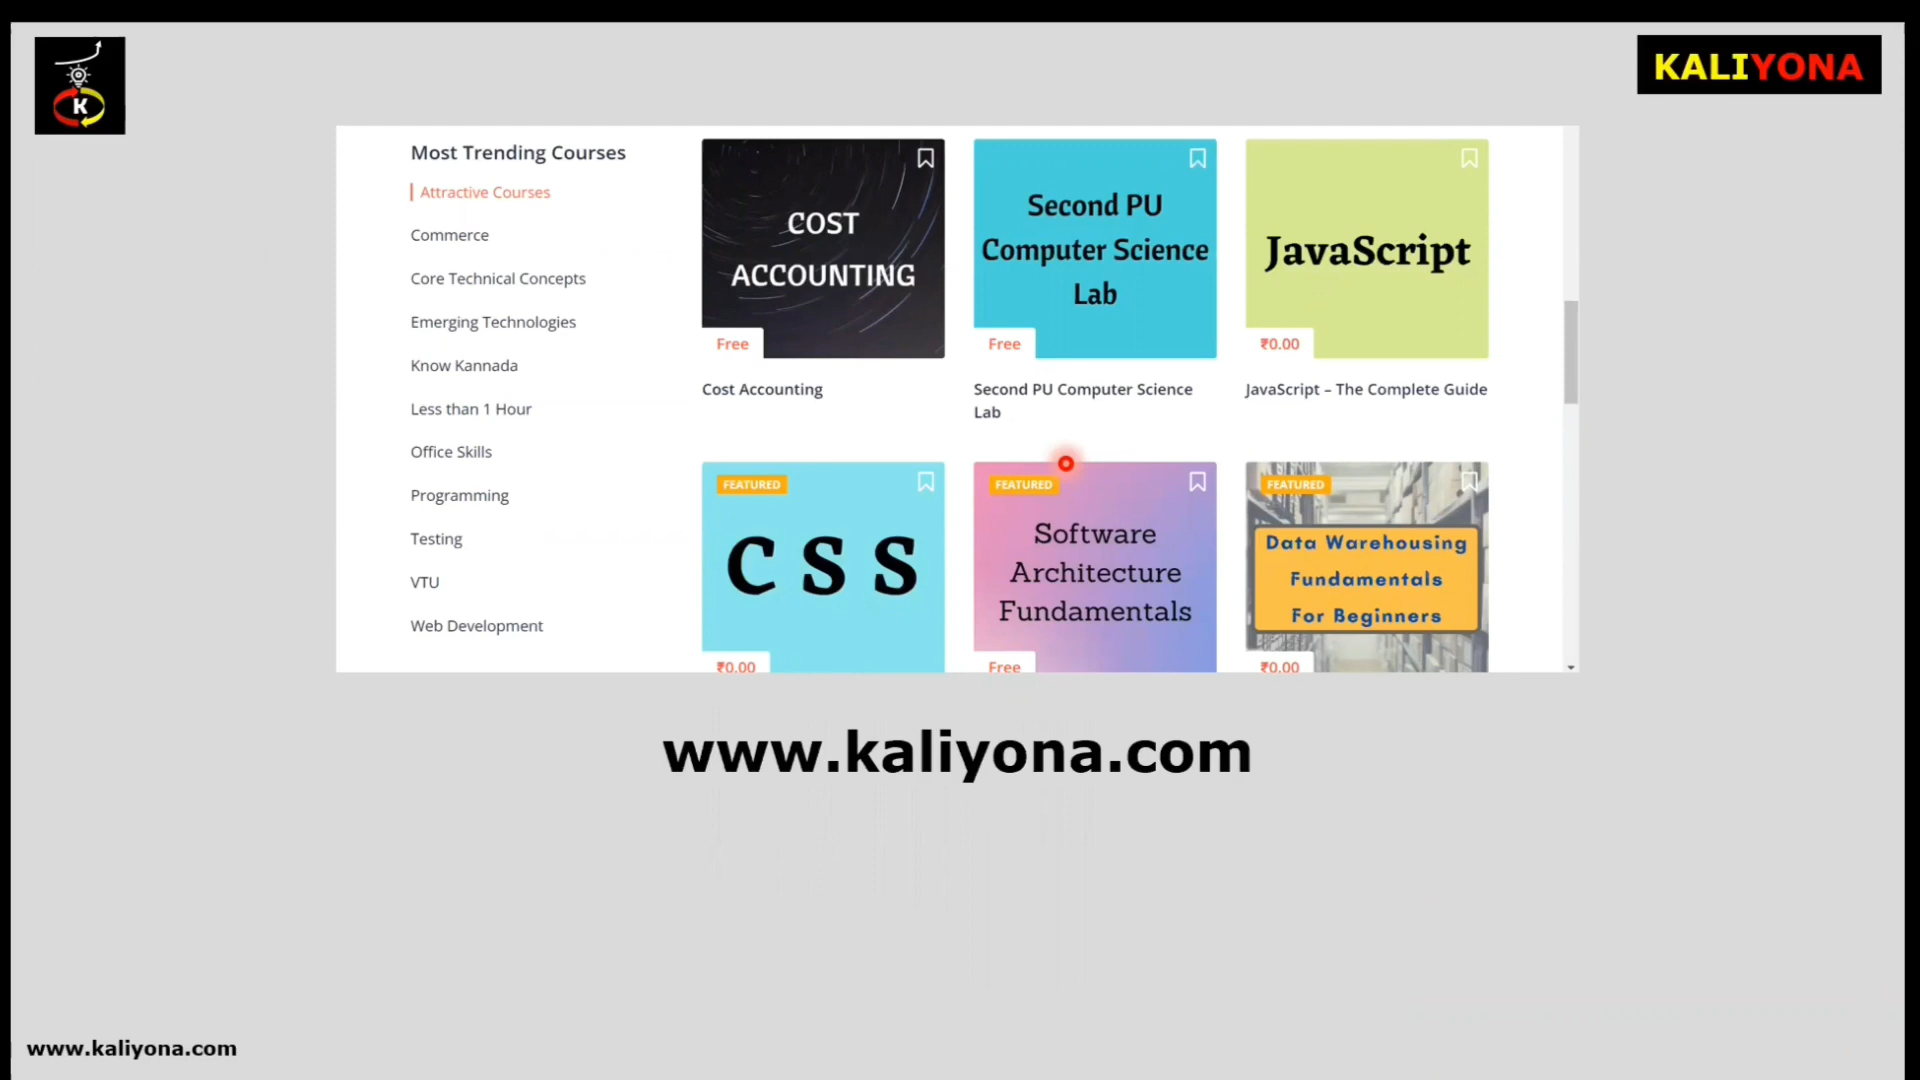 K
KALIYONA
Most Trending Courses
Attractive Courses
Commerce
Core Technical Concepts
Emerging Technologies
Know Kannada
Less than 1 Hour
Office Skills
Programming
Testing
VTU
Web Development
COST
ACCOUNTING
Free
Cost Accounting
Second PU
Computer Science
Lab
Free
Second PU Computer Science
Lab
JavaScript
₹0.00
JavaScript – The Complete Guide
FEATURED
CSS
₹0.00
FEATURED
Software
Architecture
Fundamentals
Free
FEATURED
Data Warehousing
Fundamentals
For Beginners
₹0.00
www.kaliyona.com
www.kaliyona.com